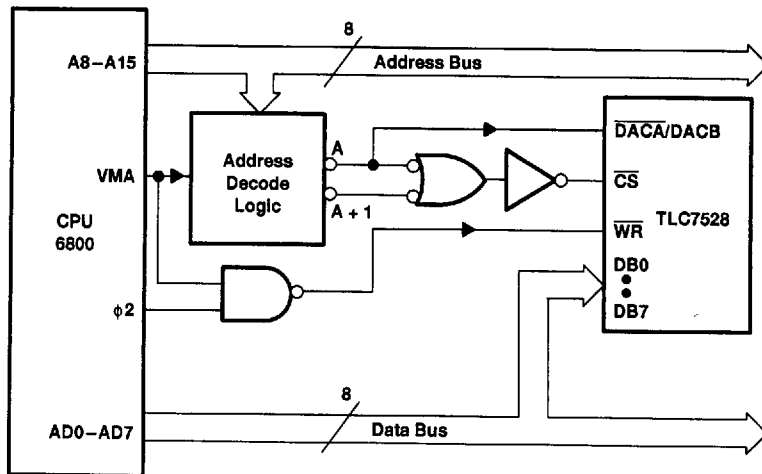 8
A8–A15
Address Bus
A
DACA/DACB
Address
Decode
Logic
VMA
CS
A + 1
CPU
6800
TLC7528
WR
DB0
DB7
ϕ2
8
AD0–AD7
Data Bus